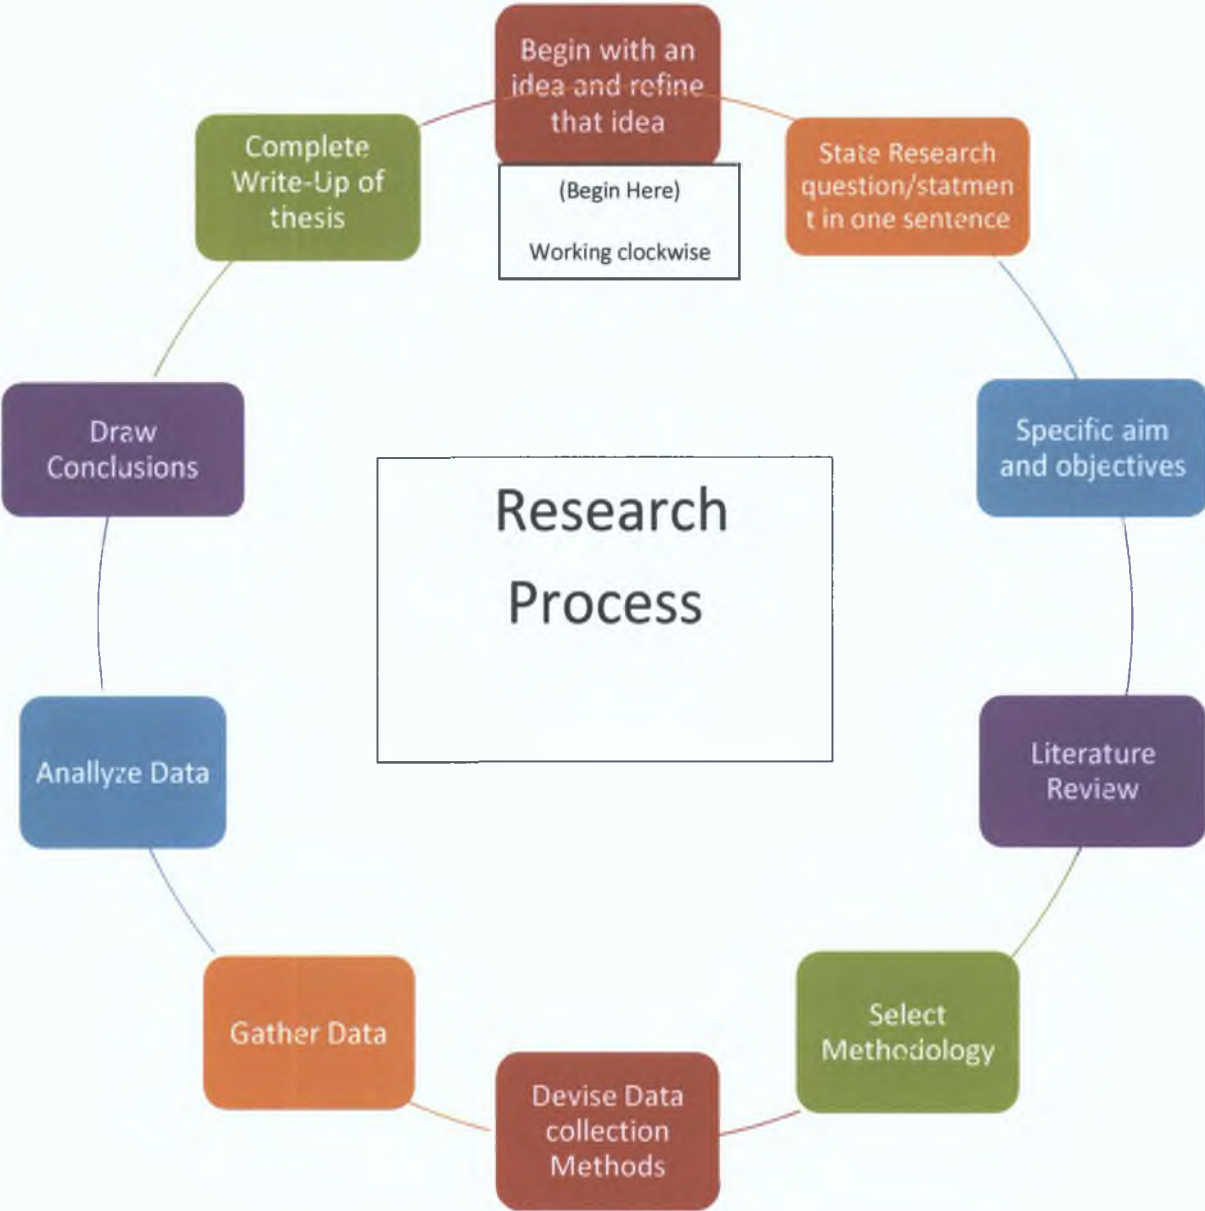 Begin with an
idea and refine
that idea
(Begin Here)
Working clockwise
State Research
question/statmen
t in one sentence
Specific aim
and objectives
Literature
Review
Select
Methodology
Devise Data
collection
Methods
Gather Data
Anallyze Data
Draw
Conclusions
Complete
Write-Up of
thesis
Research
Process